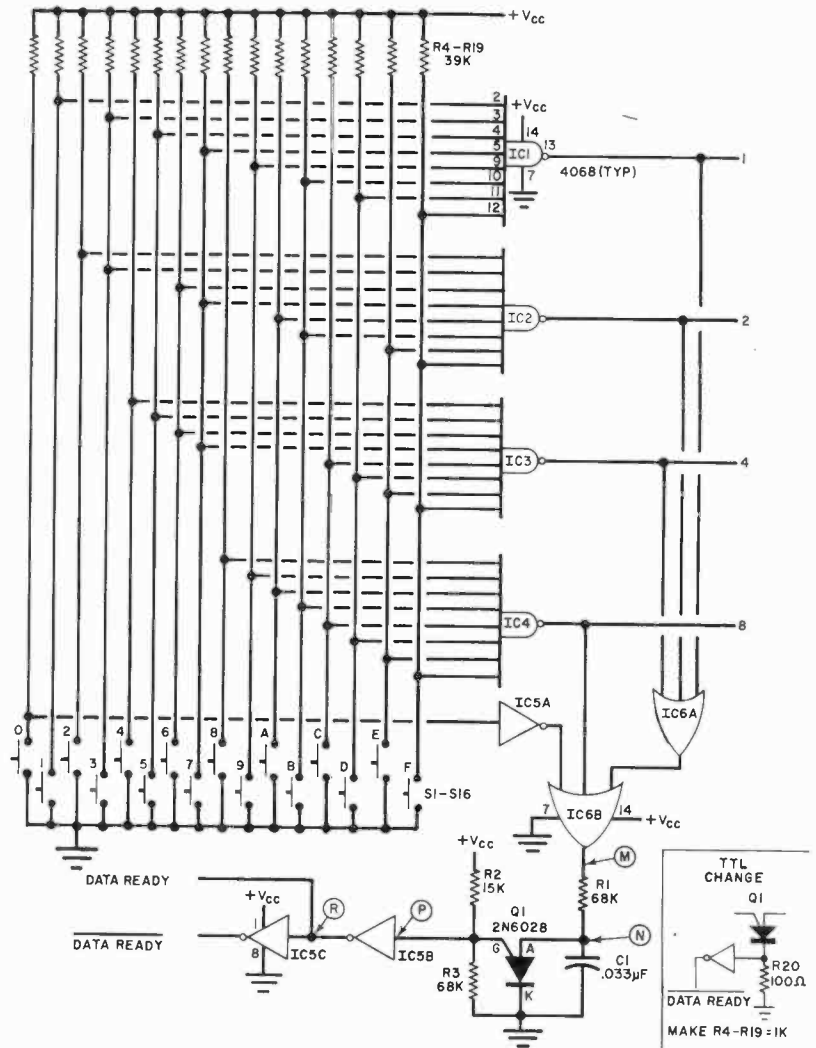 +VCC
R4-R19
39K
2
3
4
5
9
10
11
12
+VCC
14
IC1
13
7
4068(TYP)
1
IC2
2
IC3
4
IC4
8
IC5A
IC6A
0
1
2
3
4
5
6
7
8
9
A
B
C
D
E
F
S1-S16
7
IC6B
14
+VCC
M
R1
68K
DATA READY
+VCC
R2
15K
R
P
Q1
2N6028
N
1
8
IC5C
IC5B
G
A
K
R3
68K
C1
.033µF
DATA READY
TTL
CHANGE
Q1
R20
100Ω
DATA READY
MAKE R4-R19=1K